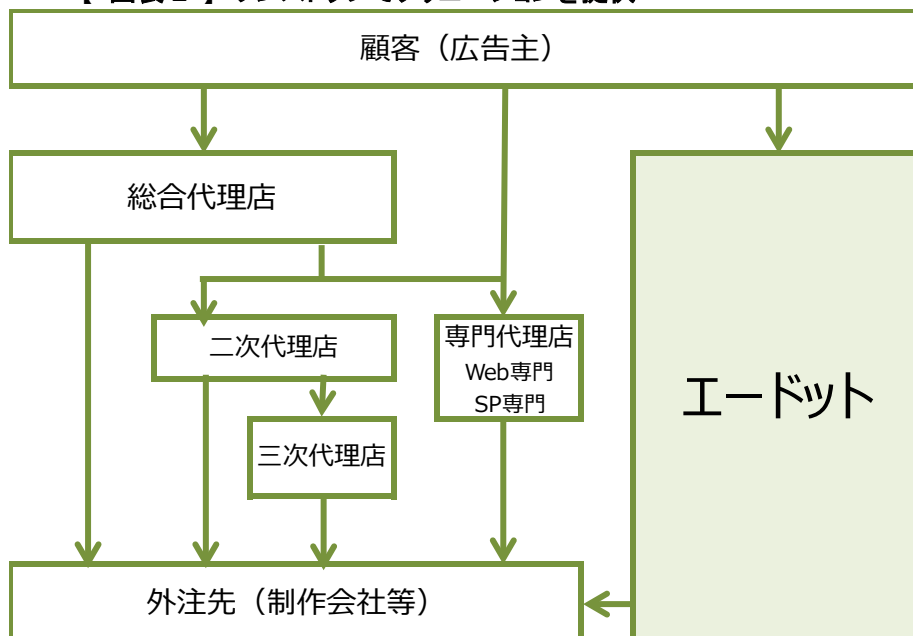 顧客（広告主）
総合代理店
二次代理店
専門代理店
Web専門
SP専門
三次代理店
エードット
外注先（制作会社等）